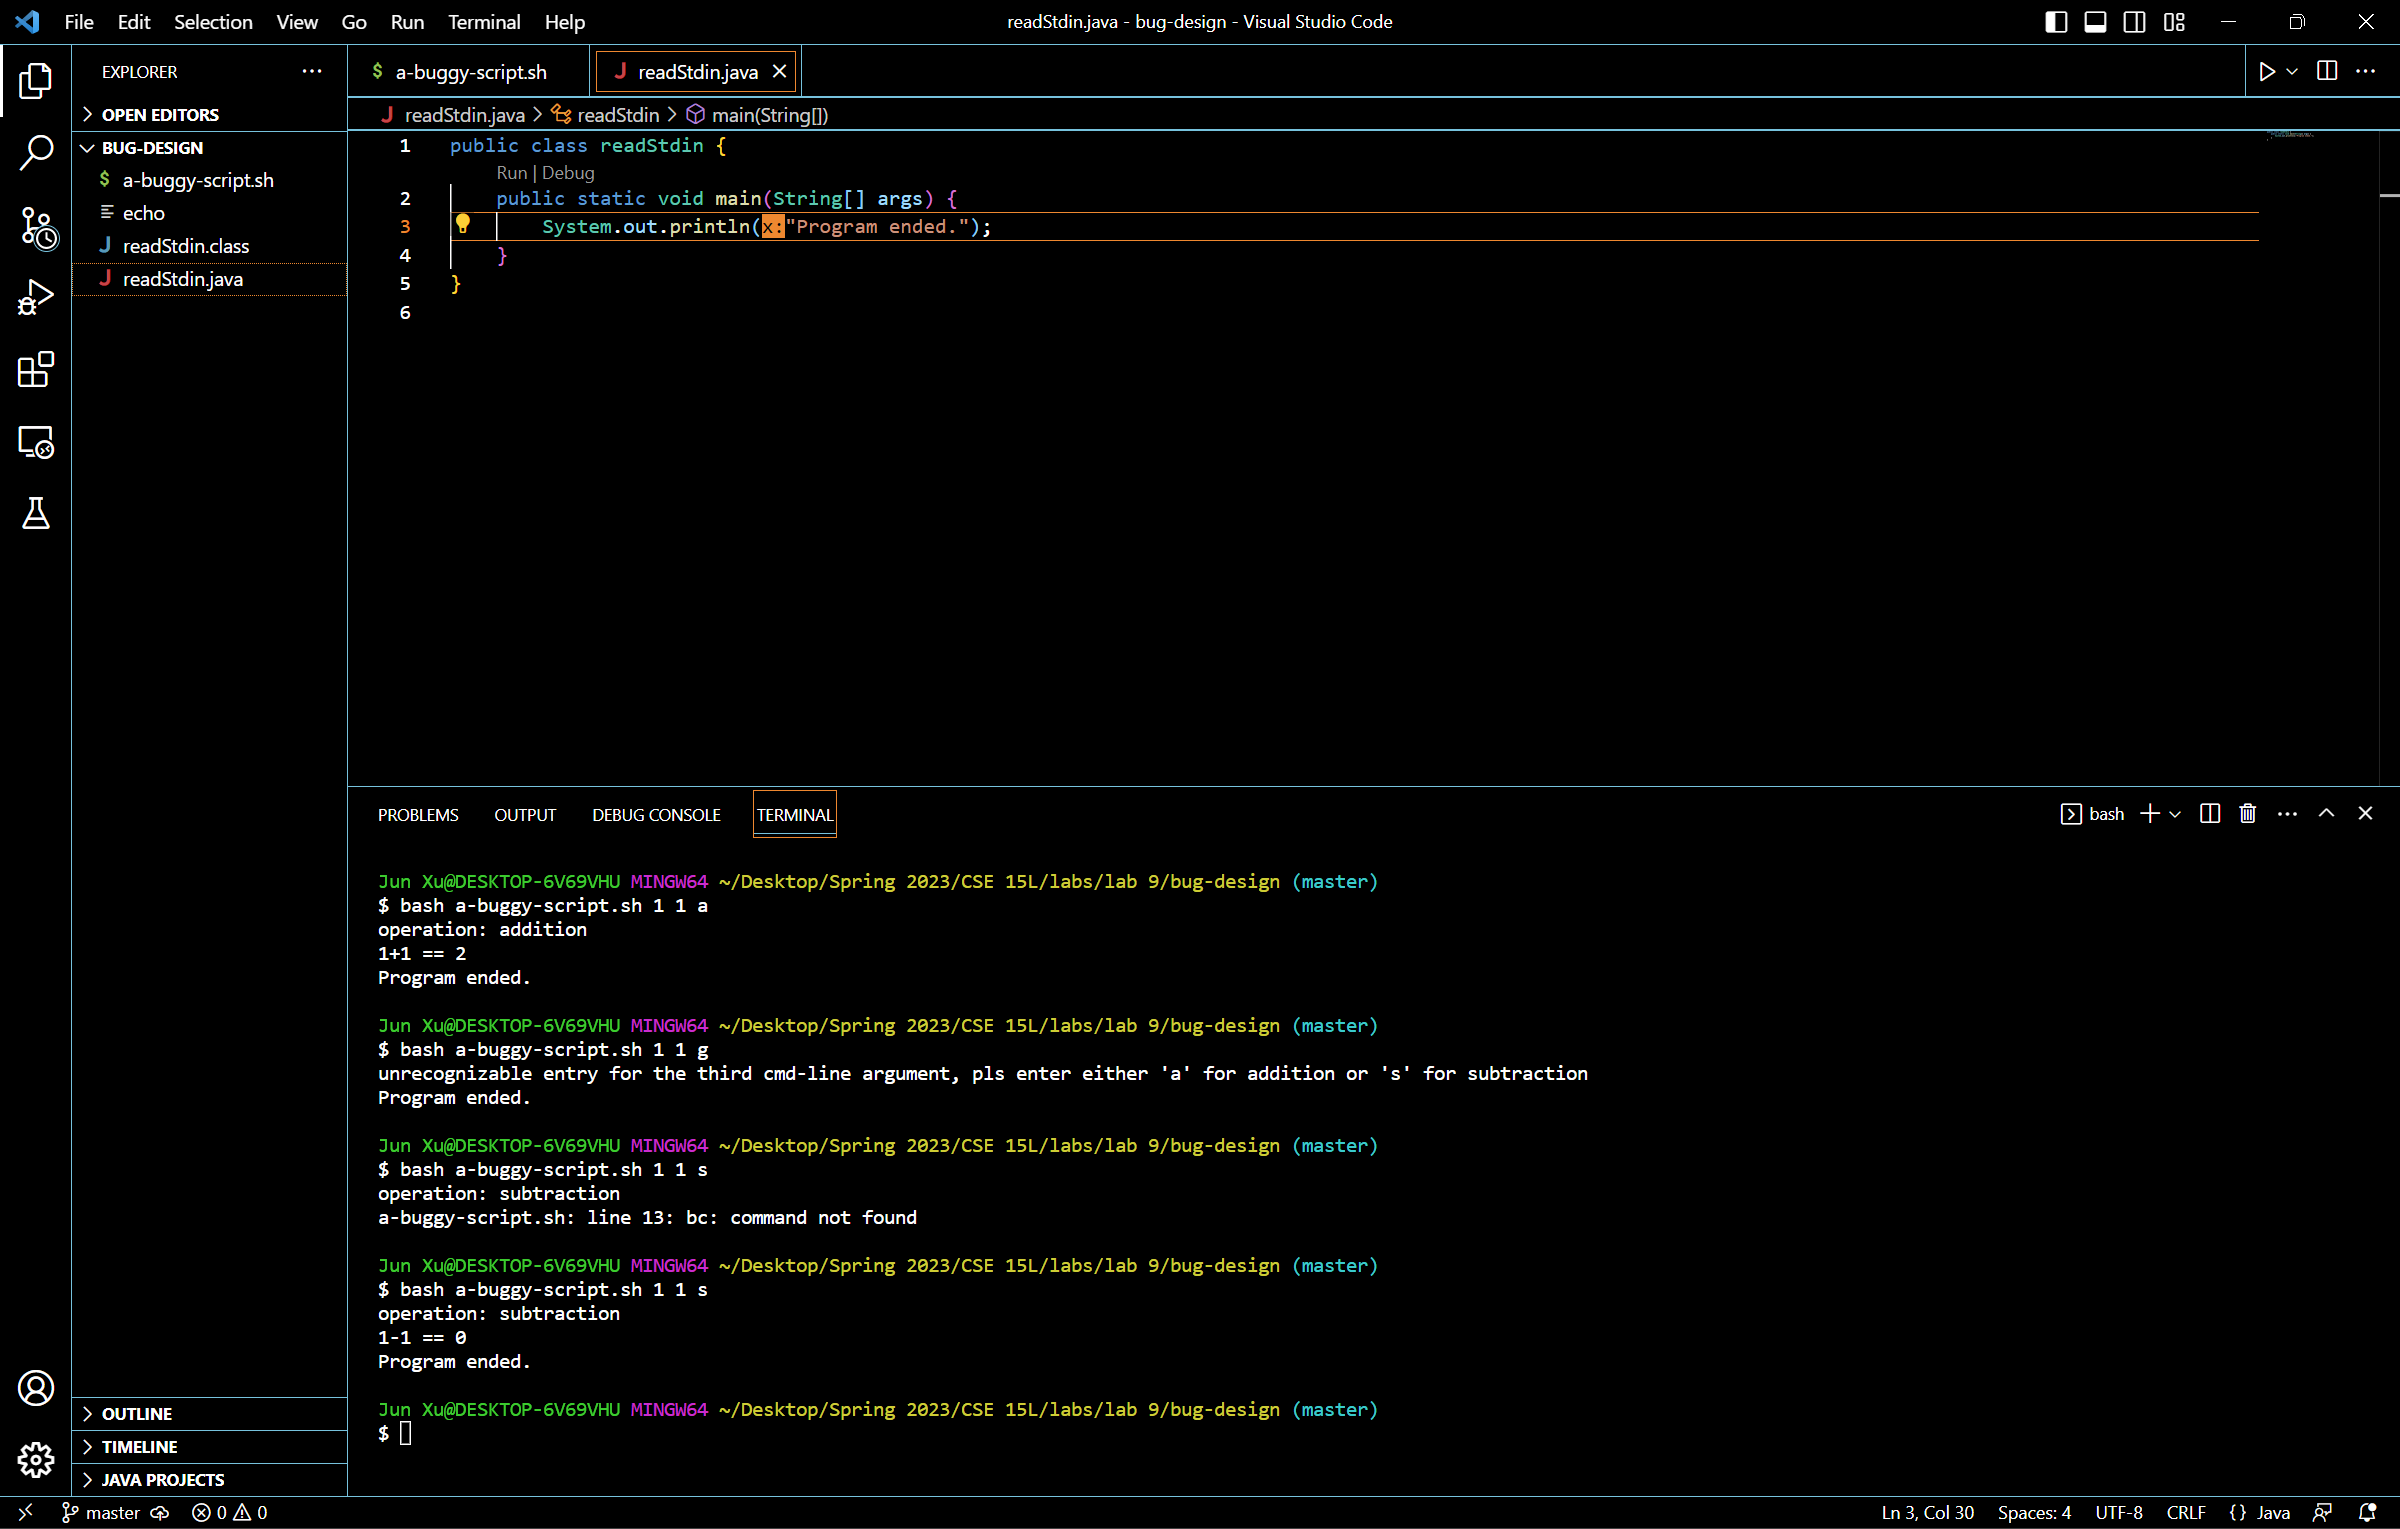 File Edit Selection View Go Run Terminal Help
readStdin.java - bug-design - Visual Studio Code
EXPLORER
OPEN EDITORS
BUG-DESIGN
$ a-buggy-script.sh
echo
J readStdin.class
J readStdin.java
OUTLINE
TIMELINE
JAVA PROJECTS
$ a-buggy-script.sh
J readStdin.java
J readStdin.java > readStdin > main(String[])
1 public class readStdin {
Run | Debug
2 public static void main(String[] args) {
3 System.out.println(x:"Program ended.");
4 }
5 }
6
PROBLEMS OUTPUT DEBUG CONSOLE TERMINAL
bash
Jun Xu@DESKTOP-6V69VHU MINGW64 ~/Desktop/Spring 2023/CSE 15L/labs/lab 9/bug-design (master)
$ bash a-buggy-script.sh 1 1 a
operation: addition
1+1 == 2
Program ended.
Jun Xu@DESKTOP-6V69VHU MINGW64 ~/Desktop/Spring 2023/CSE 15L/labs/lab 9/bug-design (master)
$ bash a-buggy-script.sh 1 1 g
unrecognizable entry for the third cmd-line argument, pls enter either 'a' for addition or 's' for subtraction
Program ended.
Jun Xu@DESKTOP-6V69VHU MINGW64 ~/Desktop/Spring 2023/CSE 15L/labs/lab 9/bug-design (master)
$ bash a-buggy-script.sh 1 1 s
operation: subtraction
a-buggy-script.sh: line 13: bc: command not found
Jun Xu@DESKTOP-6V69VHU MINGW64 ~/Desktop/Spring 2023/CSE 15L/labs/lab 9/bug-design (master)
$ bash a-buggy-script.sh 1 1 s
operation: subtraction
1-1 == 0
Program ended.
Jun Xu@DESKTOP-6V69VHU MINGW64 ~/Desktop/Spring 2023/CSE 15L/labs/lab 9/bug-design (master)
$
master 0 0
Ln 3, Col 30 Spaces: 4 UTF-8 CRLF {} Java